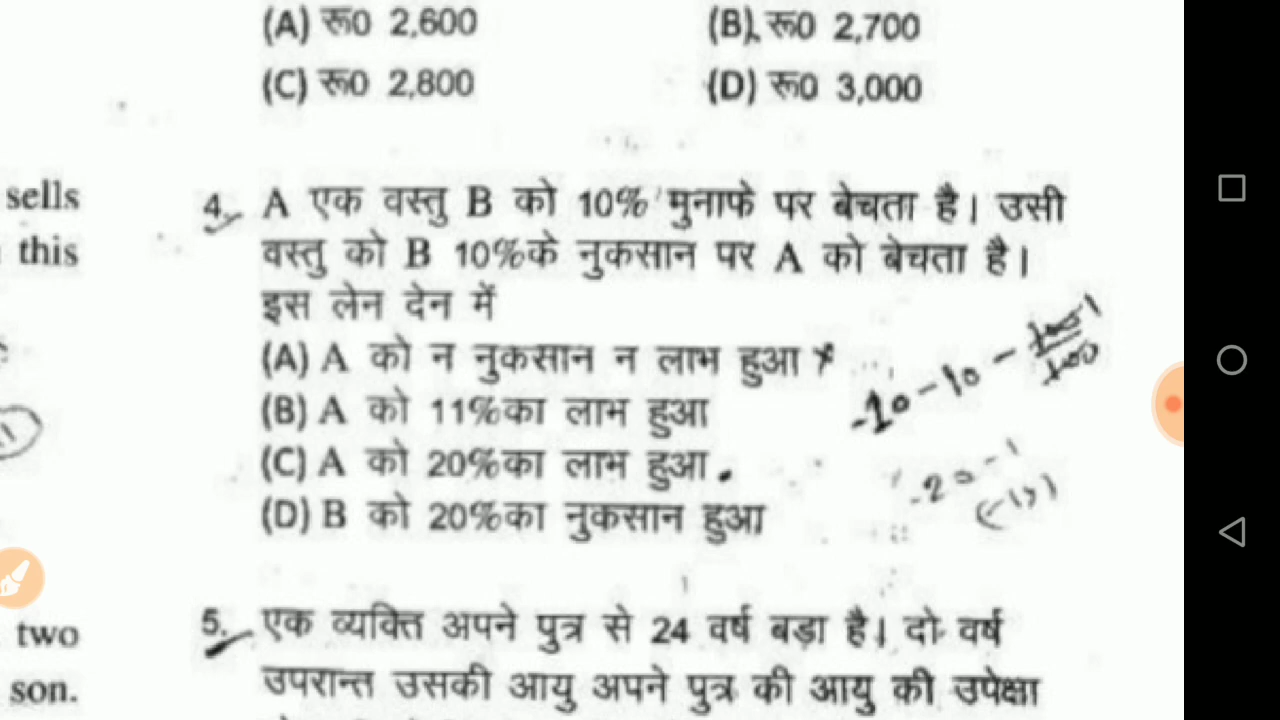 (A) रू0 2,600 (B) रू0 2,700
(C) रू0 2,800 (D) रू0 3,000
sells
this
4. A एक वस्तु B को 10% मुनाफे पर बेचता है। उसी
वस्तु को B 10%के नुकसान पर A को बेचता है।
इस लेन देन में
(A) A को न नुकसान न लाभ हुआ
(B) A को 11%का लाभ हुआ
(C) A को 20%का लाभ हुआ.
(D) B को 20%का नुकसान हुआ
-10-10-
5. एक व्यक्ति अपने पुत्र से 24 वर्ष बड़ा है। दो वर्ष
two
उपरान्त उसकी आयु अपने पुत्र की आयु की उपेक्षा
son.